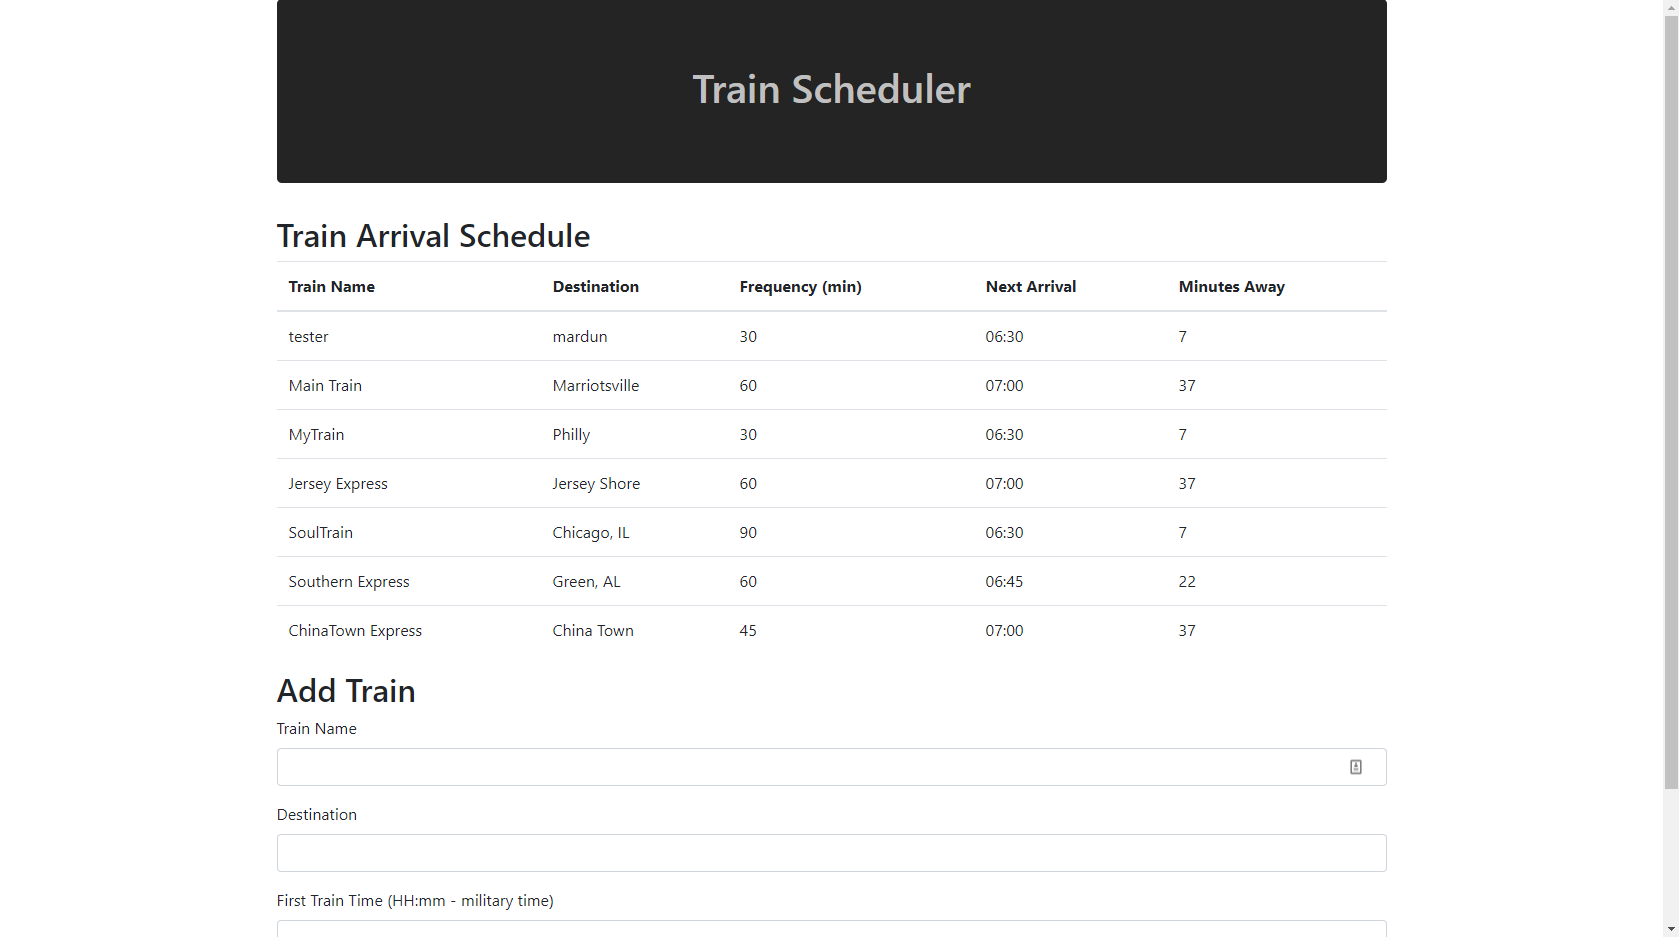 Train Scheduler
Train Arrival Schedule
Train Name Destination Frequency (min) Next Arrival Minutes Away
tester mardun 30 06:30 7
Main Train Marriotsville 60 07:00 37
MyTrain Philly 30 06:30 7
Jersey Express Jersey Shore 60 07:00 37
SoulTrain Chicago, IL 90 06:30 7
Southern Express Green, AL 60 06:45 22
ChinaTown Express China Town 45 07:00 37
Add Train
Train Name
Destination
First Train Time (HH:mm - military time)